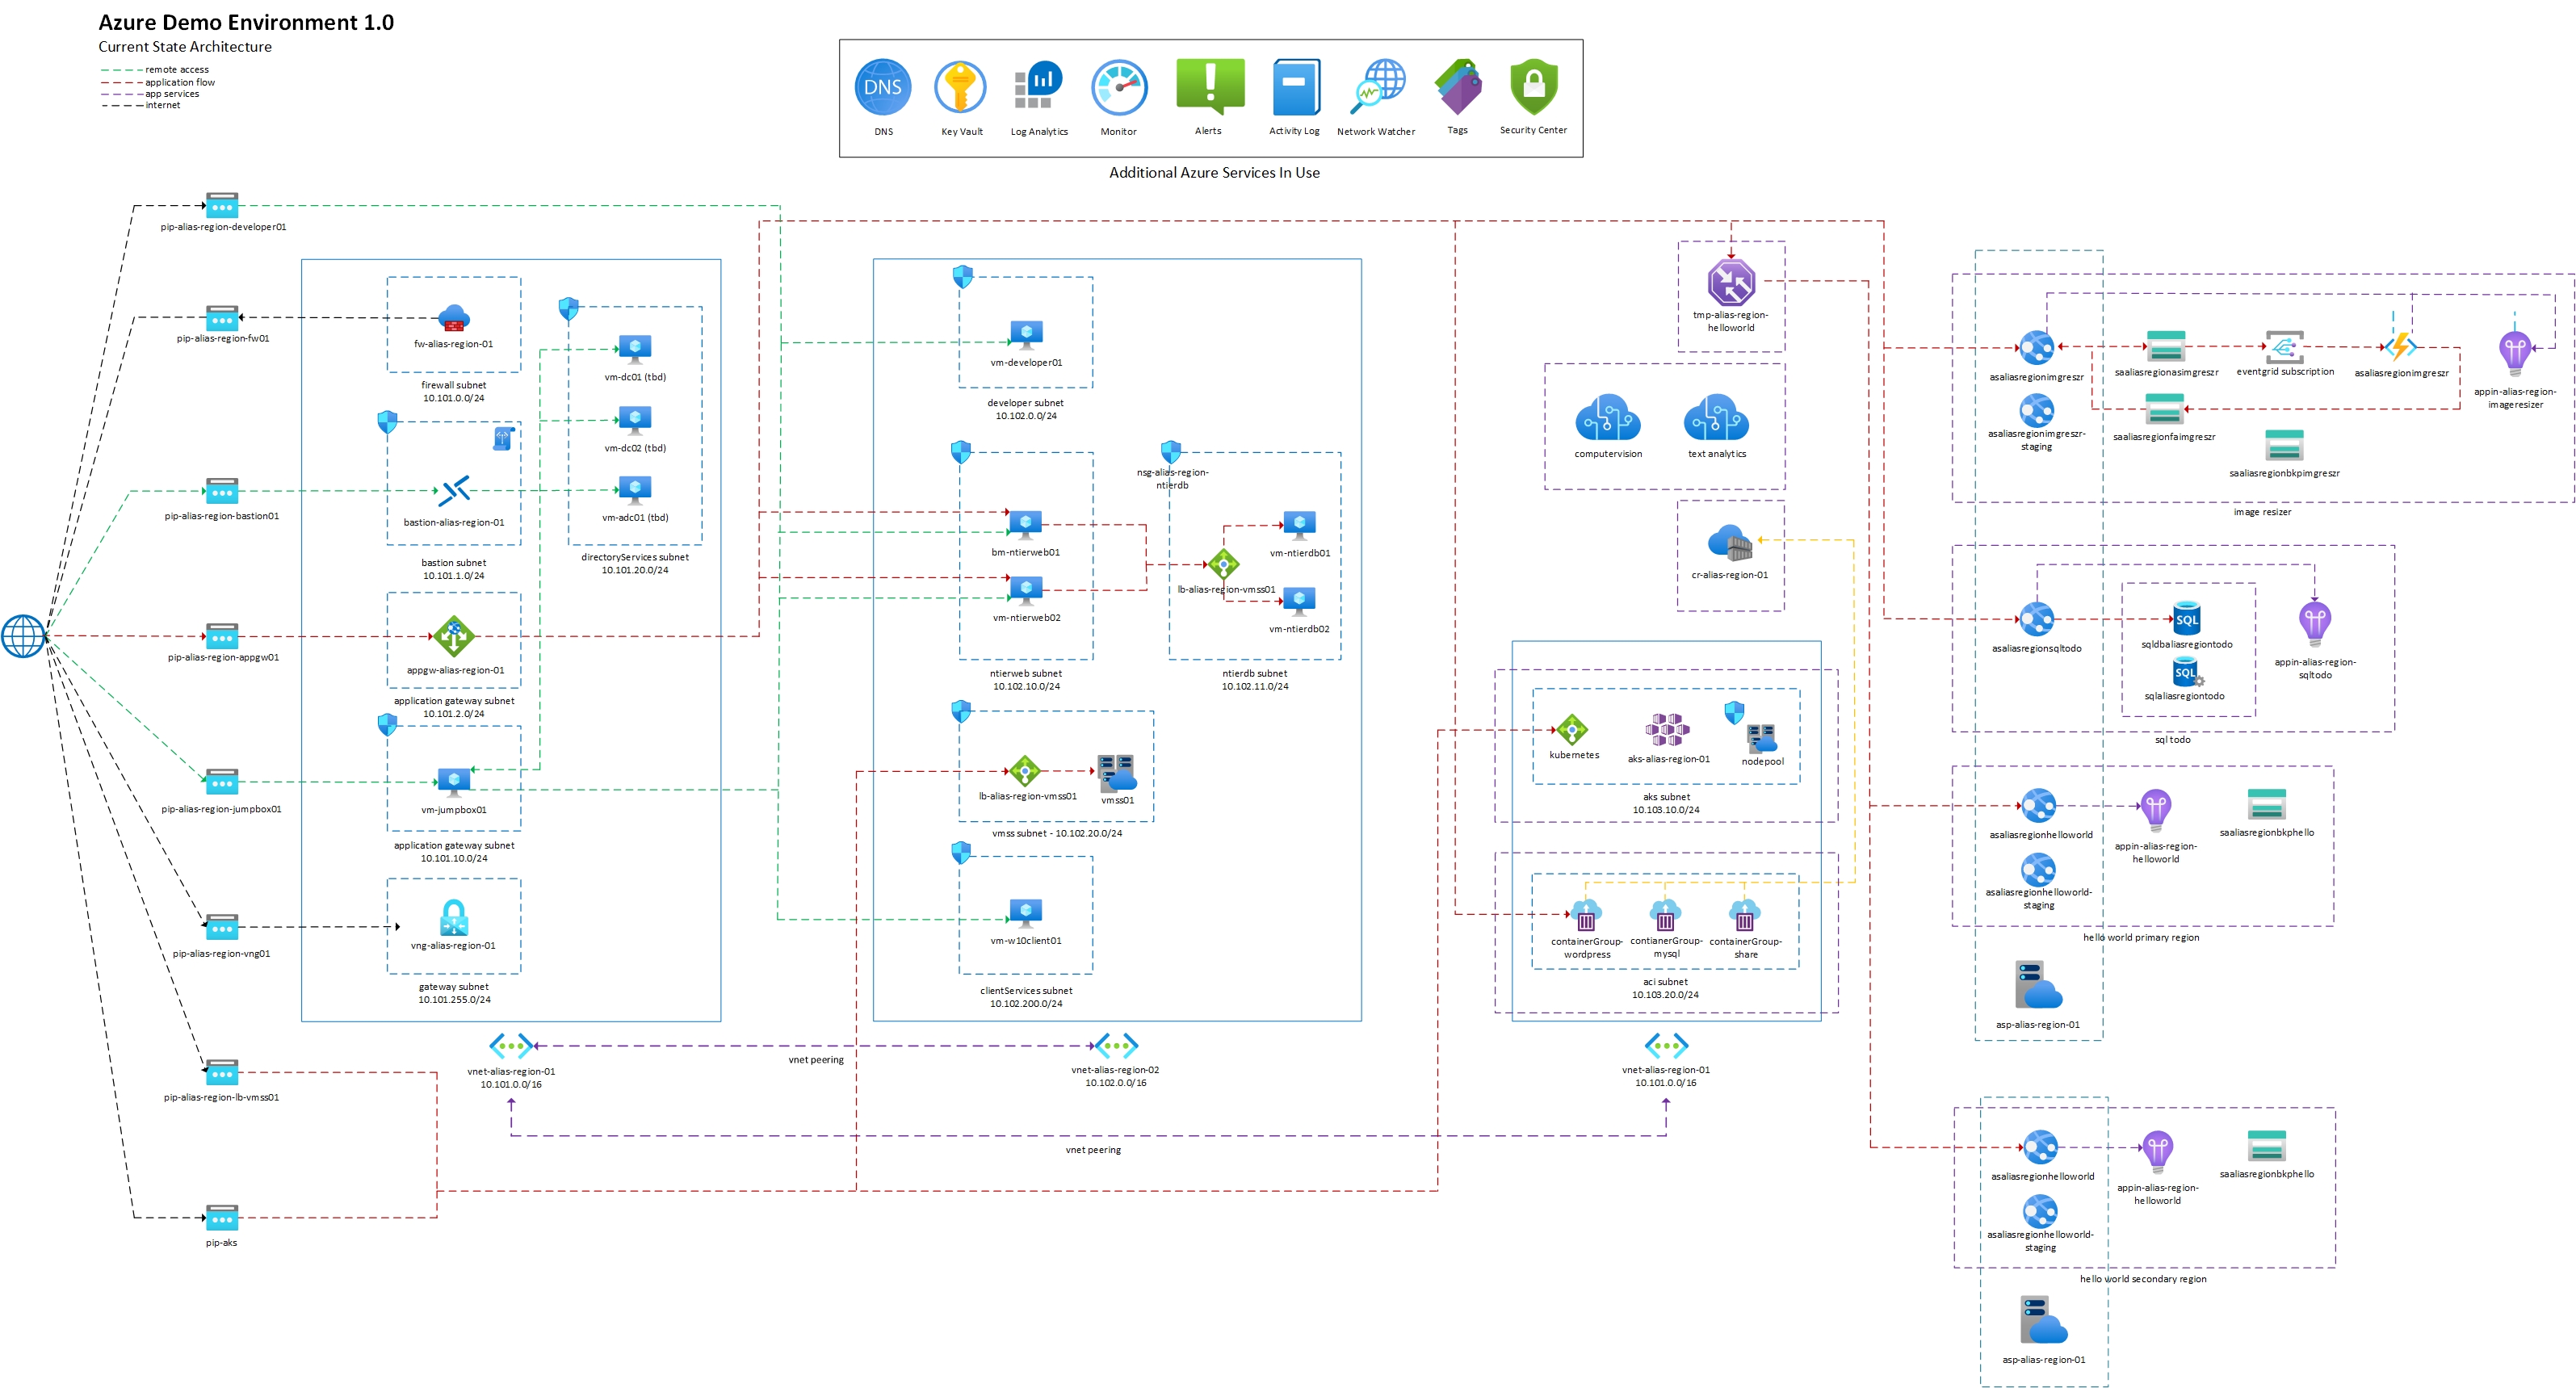 Azure Demo Environment 1.0
Current State Architecture
remote access
application flow
app services
internet
DNS
DNS
Key Vault
Log Analytics
Monitor
Alerts
Activity Log
Network Watcher
Tags
Security Center
Additional Azure Services In Use
pip-alias-region-developer01
pip-alias-region-fw01
pip-alias-region-bastion01
pip-alias-region-appgw01
pip-alias-region-jumpbox01
pip-alias-region-vng01
pip-alias-region-lb-vmss01
pip-aks
fw-alias-region-01
firewall subnet
10.101.0.0/24
bastion-alias-region-01
bastion subnet
10.101.1.0/24
appgw-alias-region-01
application gateway subnet
10.101.2.0/24
vm-jumpbox01
application gateway subnet
10.101.10.0/24
vng-alias-region-01
gateway subnet
10.101.255.0/24
vm-dc01 (tbd)
vm-dc02 (tbd)
vm-adc01 (tbd)
directoryServices subnet
10.101.20.0/24
vnet-alias-region-01
10.101.0.0/16
vnet peering
vm-developer01
developer subnet
10.102.0.0/24
bm-ntierweb01
vm-ntierweb02
ntierweb subnet
10.102.10.0/24
nsg-alias-region-
ntierdb
lb-alias-region-vmss01
vm-ntierdb01
vm-ntierdb02
ntierdb subnet
10.102.11.0/24
lb-alias-region-vmss01
vmss01
vmss subnet - 10.102.20.0/24
vm-w10client01
clientServices subnet
10.102.200.0/24
vnet-alias-region-02
10.102.0.0/16
vnet peering
tmp-alias-region-
helloworld
computervision
text analytics
cr-alias-region-01
kubernetes
aks-alias-region-01
nodepool
aks subnet
10.103.10.0/24
containerGroup-
wordpress
contianerGroup-
mysql
containerGroup-
share
aci subnet
10.103.20.0/24
vnet-alias-region-01
10.101.0.0/16
asaliasregionimgreszr
saaliasregionasimgreszr
eventgrid subscription
asaliasregionimgreszr
appin-alias-region-
imageresizer
asaliasregionimgreszr-
staging
saaliasregionfaimgreszr
saaliasregionbkpimgreszr
image resizer
asaliasregionsqltodo
SQL
sqldbaliasregiontodo
SQL
sqlaliasregiontodo
appin-alias-region-
sqltodo
sql todo
asaliasregionhelloworld
appin-alias-region-
helloworld
saaliasregionbkphello
asaliasregionhelloworld-
staging
hello world primary region
asp-alias-region-01
asaliasregionhelloworld
appin-alias-region-
helloworld
saaliasregionbkphello
asaliasregionhelloworld-
staging
hello world secondary region
asp-alias-region-01